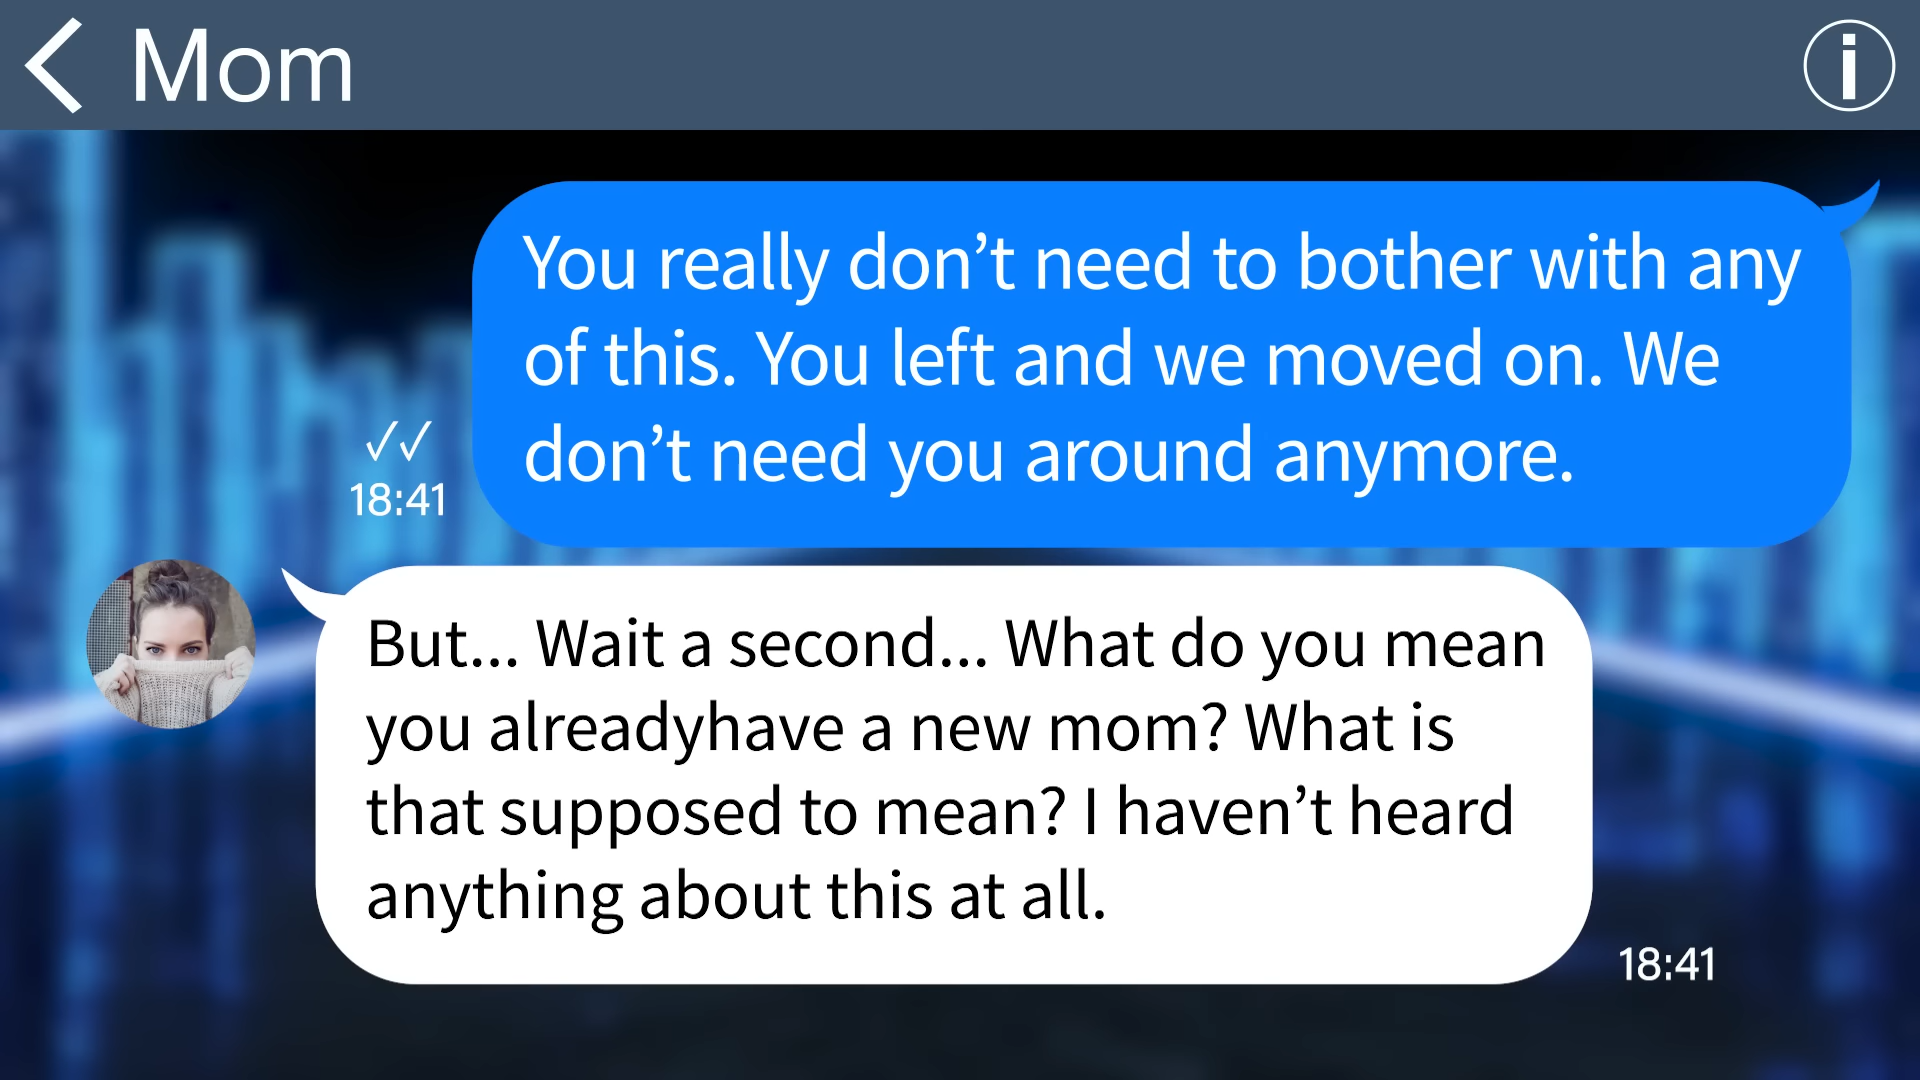 Mom
You really don’t need to bother with any
of this. You left and we moved on. We
don’t need you around anymore.
18:41
But... Wait a second... What do you mean
you alreadyhave a new mom? What is
that supposed to mean? I haven’t heard
anything about this at all.
18:41